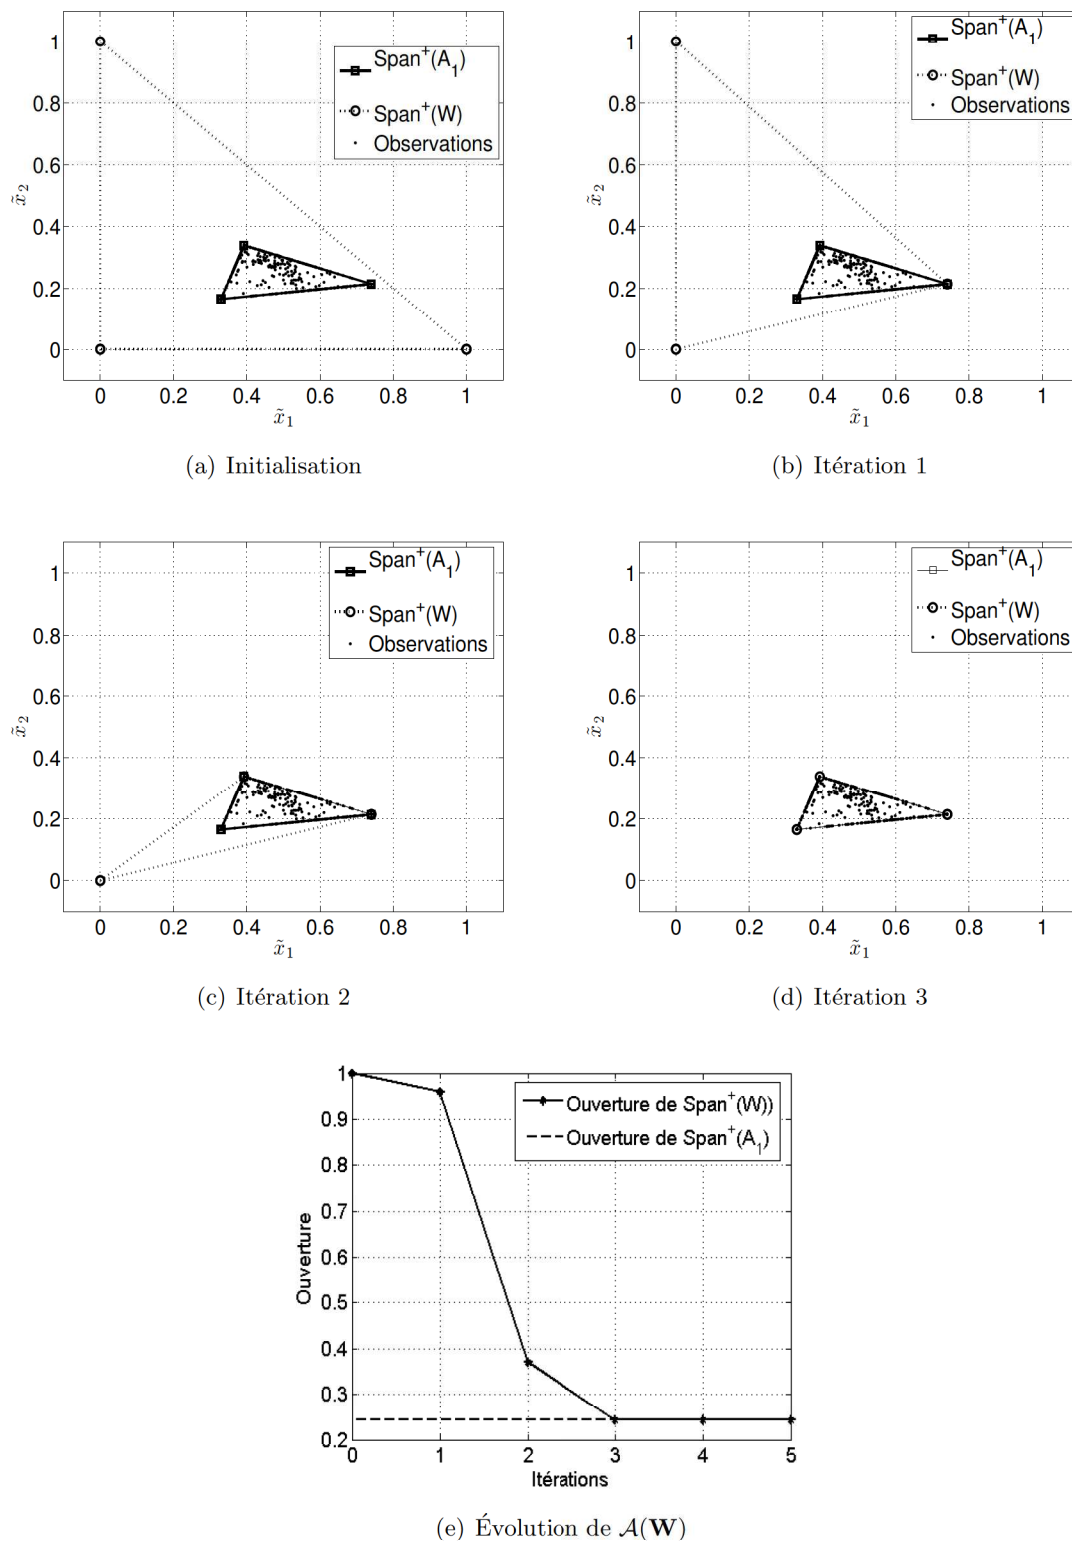 1
0.8
0.6
0.4
0.2
0
x̃₂
0 0.2 0.4 0.6 0.8 1
x̃₁
Span⁺(A₁)
Span⁺(W)
Observations
(a) Initialisation
1
0.8
0.6
0.4
0.2
0
x̃₂
0 0.2 0.4 0.6 0.8 1
x̃₁
Span⁺(A₁)
Span⁺(W)
Observations
(b) Itération 1
1
0.8
0.6
0.4
0.2
0
x̃₂
0 0.2 0.4 0.6 0.8 1
x̃₁
Span⁺(A₁)
Span⁺(W)
Observations
(c) Itération 2
1
0.8
0.6
0.4
0.2
0
x̃₂
0 0.2 0.4 0.6 0.8 1
x̃₁
Span⁺(A₁)
Span⁺(W)
Observations
(d) Itération 3
1
0.9
0.8
0.7
0.6
0.5
0.4
0.3
0.2
Ouverture
0 1 2 3 4 5
Itérations
Ouverture de Span⁺(W))
Ouverture de Span⁺(A₁)
(e) Évolution de 𝒜(𝐖)